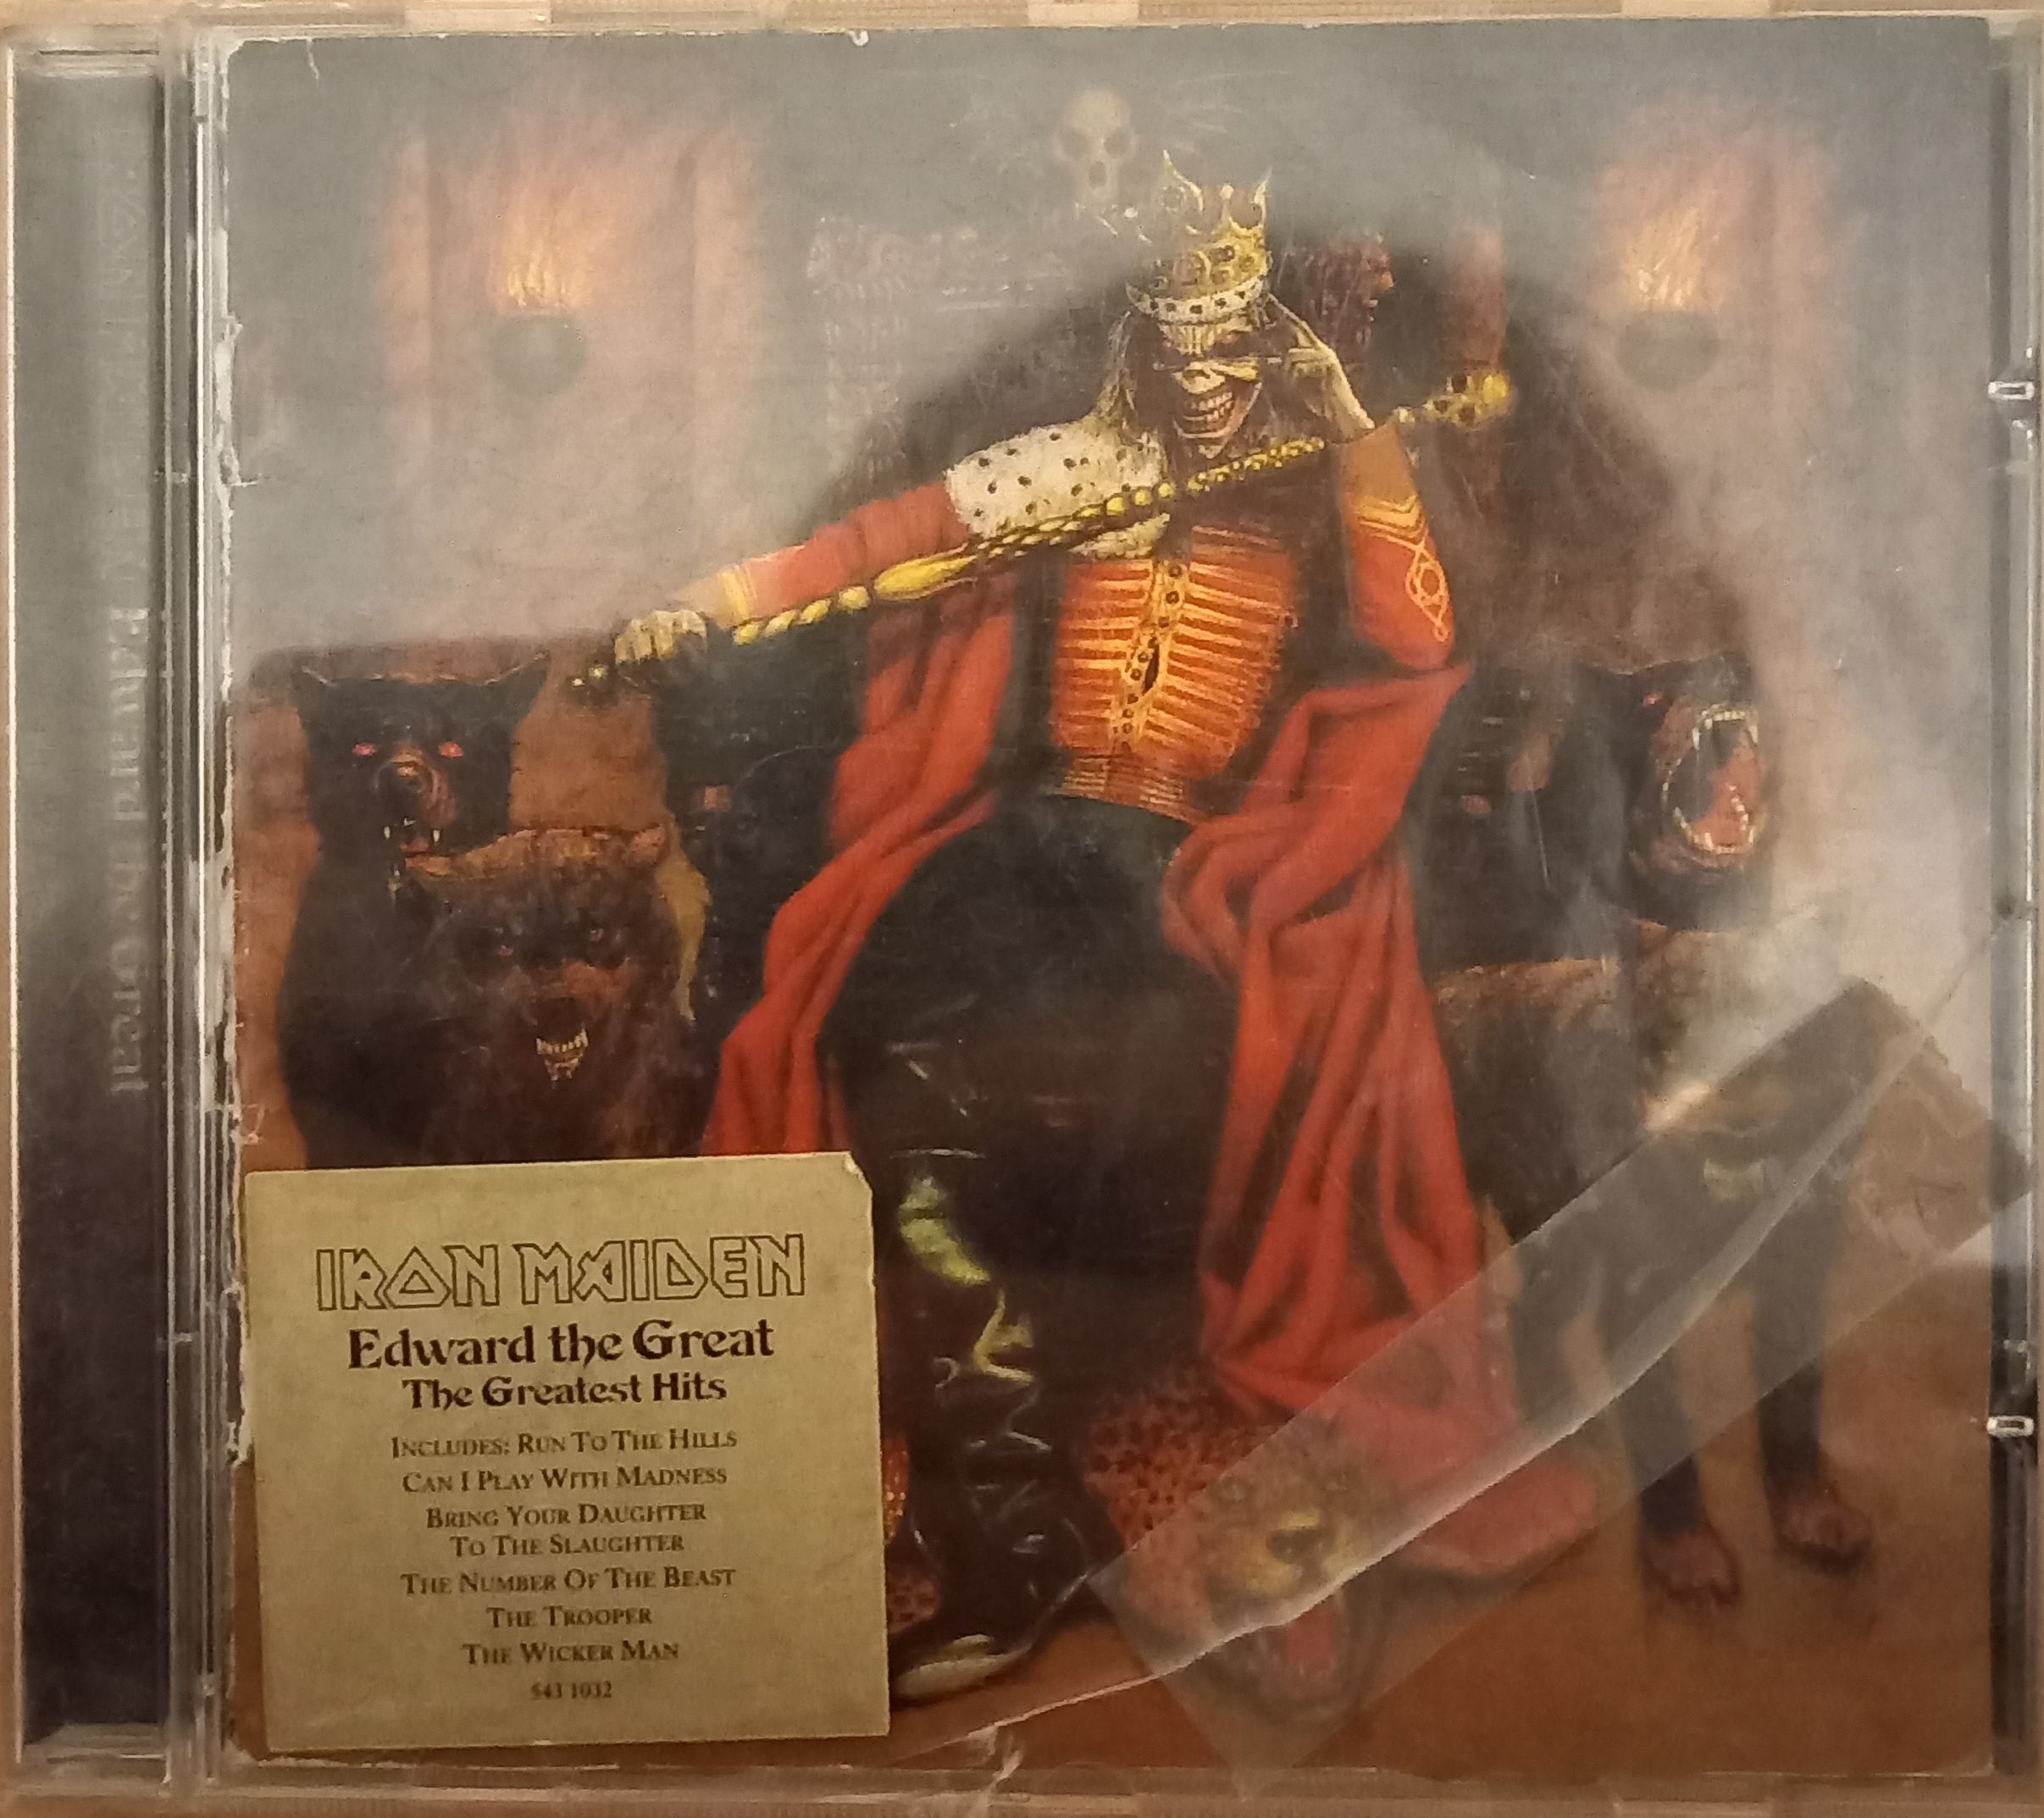 IRON MAIDEN
Edward the Great
IRON MAIDEN
Edward the Great
The Greatest Hits
INCLUDES: RUN TO THE HILLS
CAN I PLAY WITH MADNESS
BRING YOUR DAUGHTER
TO THE SLAUGHTER
THE NUMBER OF THE BEAST
THE TROOPER
THE WICKER MAN
543 1032